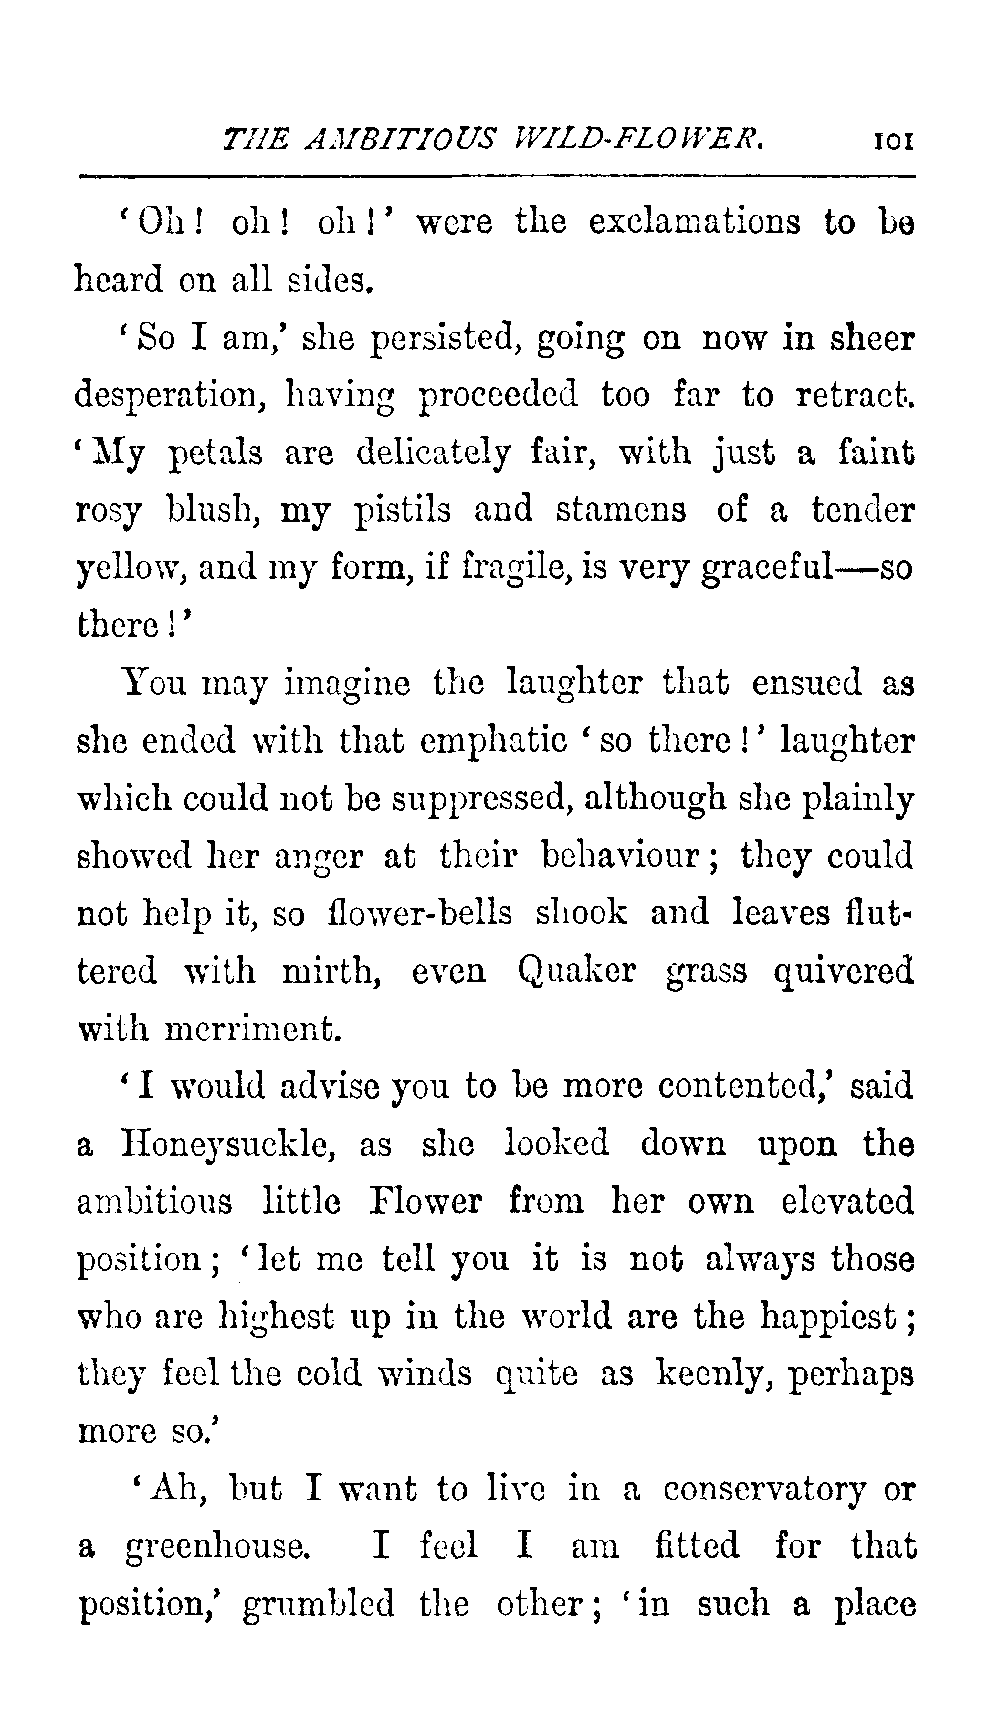 THE AMBITIOUS WILD-FLOWER. 101
‘Oh! oh! oh!’ were the exclamations to be
heard on all sides.
‘So I am,’ she persisted, going on now in sheer
desperation, having proceeded too far to retract.
‘My petals are delicately fair, with just a faint
rosy blush, my pistils and stamens of a tender
yellow, and my form, if fragile, is very graceful—so
there!’
You may imagine the laughter that ensued as
she ended with that emphatic ‘so there!’ laughter
which could not be suppressed, although she plainly
showed her anger at their behaviour; they could
not help it, so flower-bells shook and leaves flut-
tered with mirth, even Quaker grass quivered
with merriment.
‘I would advise you to be more contented,’ said
a Honeysuckle, as she looked down upon the
ambitious little Flower from her own elevated
position; ‘let me tell you it is not always those
who are highest up in the world are the happiest;
they feel the cold winds quite as keenly, perhaps
more so.’
‘Ah, but I want to live in a conservatory or
a greenhouse. I feel I am fitted for that
position,’ grumbled the other; ‘in such a place